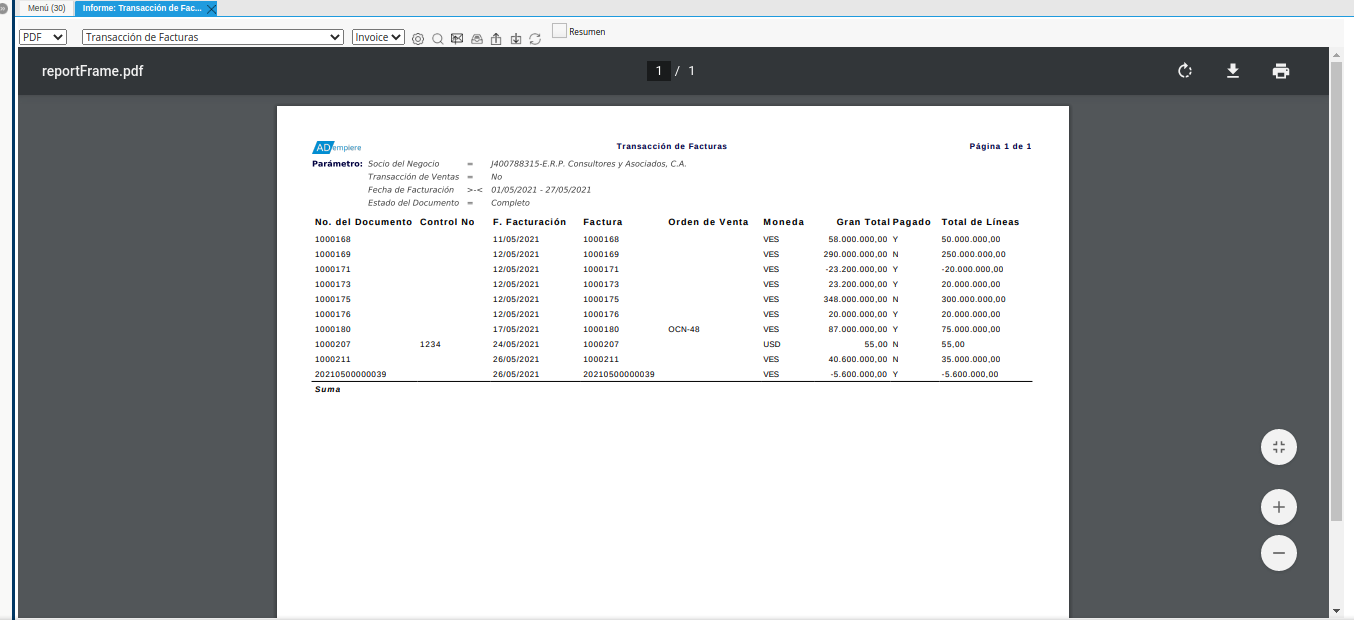 Menú (30) Informe: Transacción de Fac...
PDF Transacción de Facturas Invoice Resumen
reportFrame.pdf 1 / 1
ADempiere Transacción de Facturas Página 1 de 1
Parámetro: Socio del Negocio = J400788315-E.R.P. Consultores y Asociados, C.A.
Transacción de Ventas = No
Fecha de Facturación >-< 01/05/2021 - 27/05/2021
Estado del Documento = Completo
No. del Documento Control No F. Facturación Factura Orden de Venta Moneda Gran Total Pagado Total de Líneas
1000168 11/05/2021 1000168 VES 58.000.000,00 Y 50.000.000,00
1000169 12/05/2021 1000169 VES 290.000.000,00 N 250.000.000,00
1000171 12/05/2021 1000171 VES -23.200.000,00 Y -20.000.000,00
1000173 12/05/2021 1000173 VES 23.200.000,00 Y 20.000.000,00
1000175 12/05/2021 1000175 VES 348.000.000,00 N 300.000.000,00
1000176 12/05/2021 1000176 VES 20.000.000,00 Y 20.000.000,00
1000180 17/05/2021 1000180 OCN-48 VES 87.000.000,00 Y 75.000.000,00
1000207 1234 24/05/2021 1000207 USD 55,00 N 55,00
1000211 26/05/2021 1000211 VES 40.600.000,00 N 35.000.000,00
20210500000039 26/05/2021 20210500000039 VES -5.600.000,00 Y -5.600.000,00
Suma